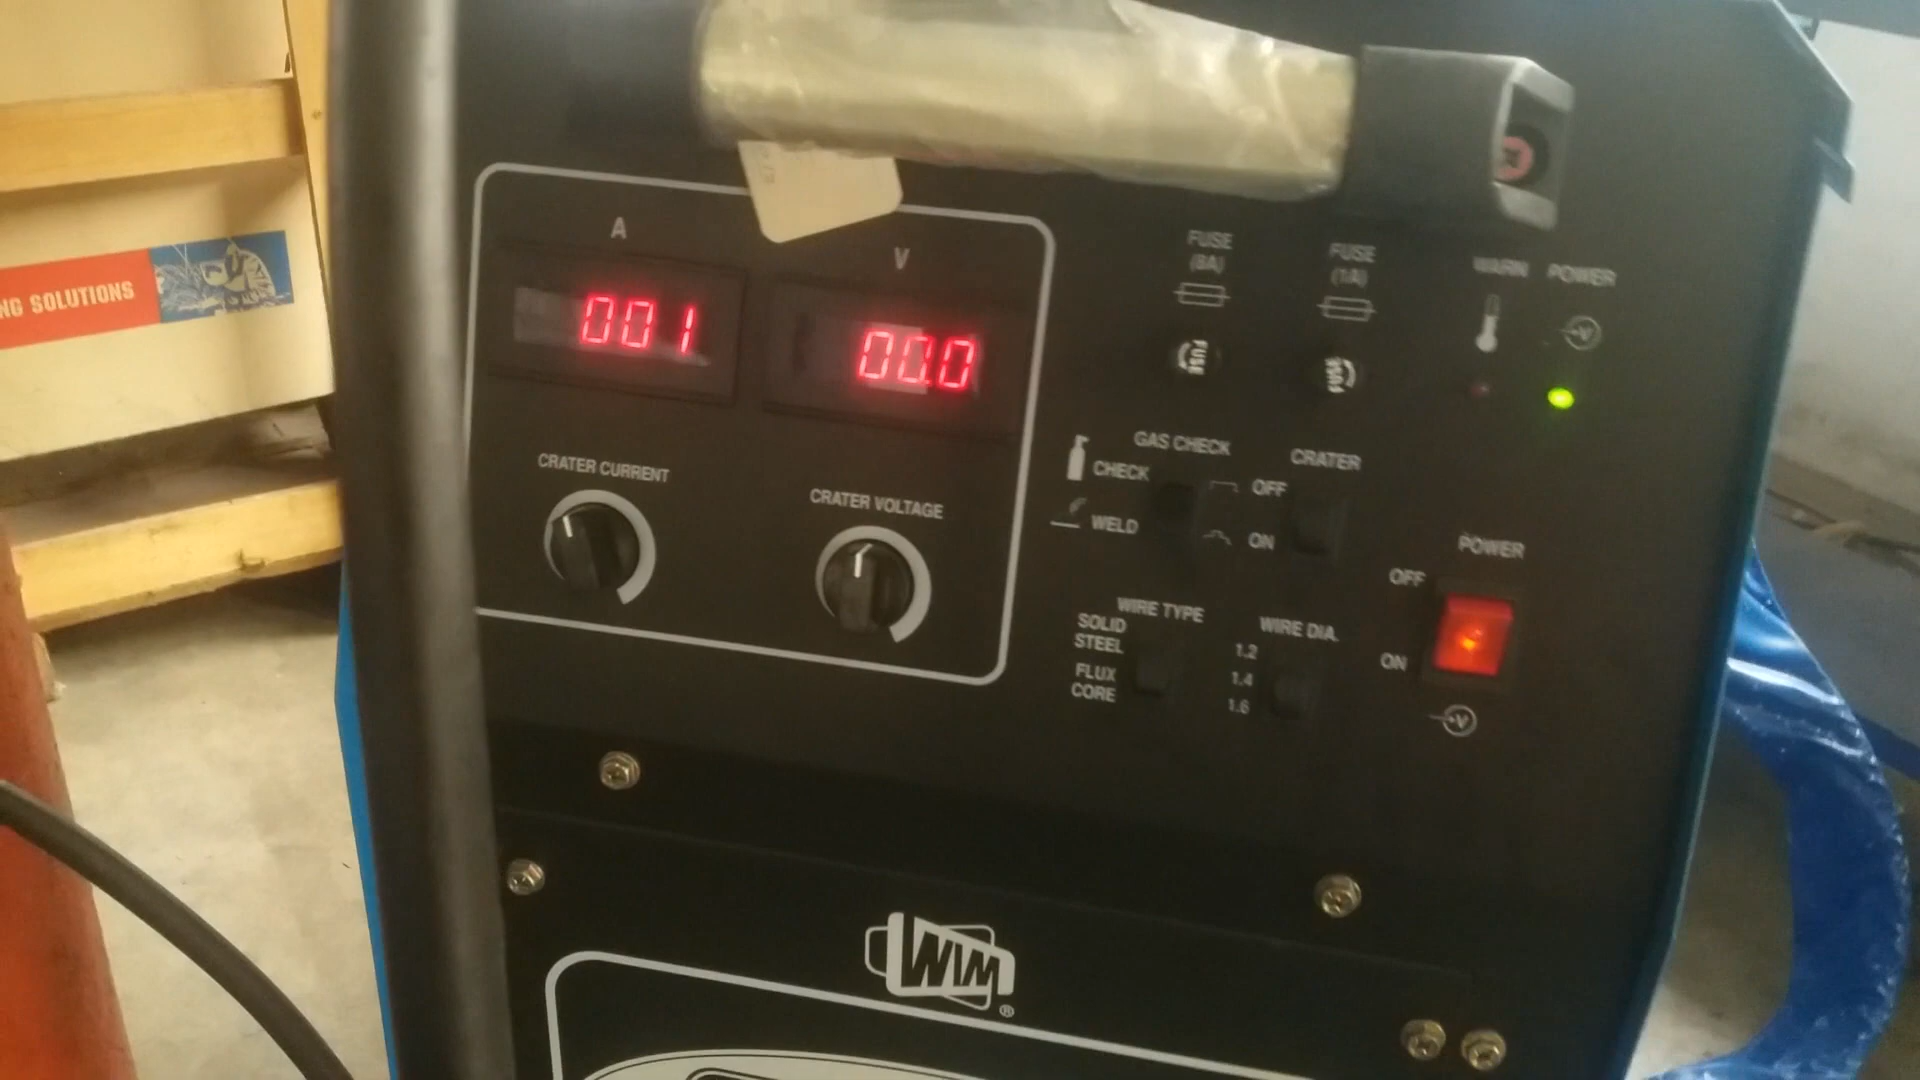 NG SOLUTIONS
A
V
001
00.0
CRATER CURRENT
CRATER VOLTAGE
FUSE
(8A)
FUSE
(1A)
WARN
POWER
FUSE
FUSE
GAS CHECK
CHECK
WELD
CRATER
OFF
ON
WIRE TYPE
SOLID
STEEL
FLUX
CORE
WIRE DIA.
1.2
1.4
1.6
POWER
OFF
ON
WIM
®